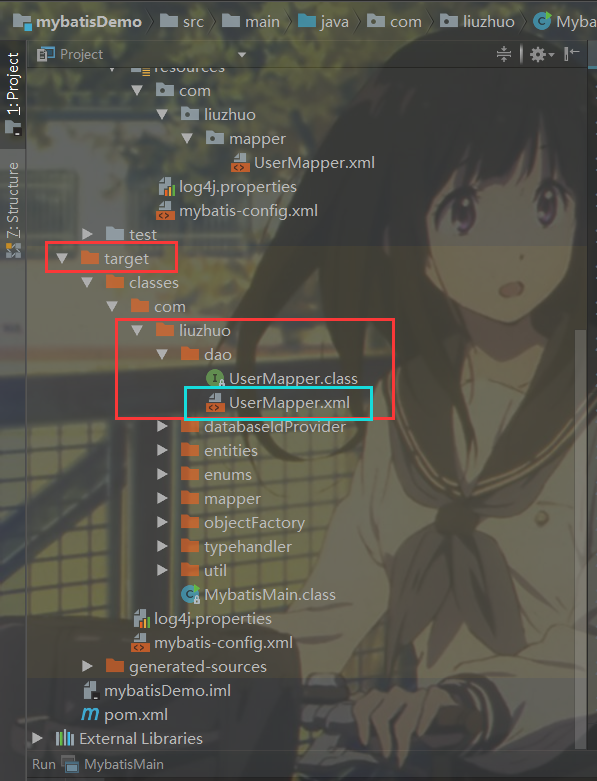 mybatisDemo src main java com liuzhuo Myba
1: Project
Project
resources
com
liuzhuo
mapper
UserMapper.xml
log4j.properties
mybatis-config.xml
Z: Structure
test
target
classes
com
liuzhuo
dao
UserMapper.class
UserMapper.xml
databaseIdProvider
entities
enums
mapper
objectFactory
typehandler
util
MybatisMain.class
log4j.properties
mybatis-config.xml
generated-sources
mybatisDemo.iml
pom.xml
External Libraries
Run MybatisMain